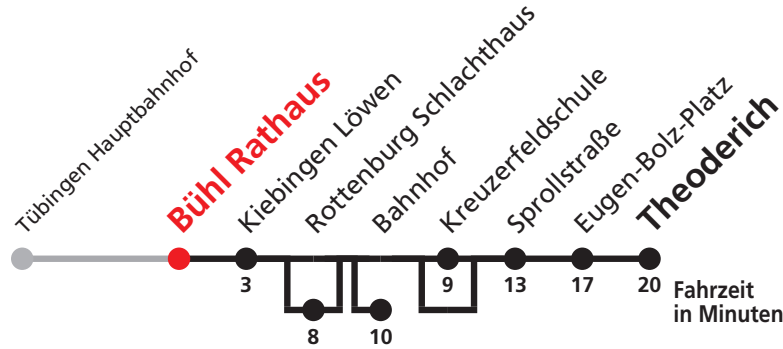 Tübingen Hauptbahnhof
Bühl Rathaus
Kiebingen Löwen
Rottenburg Schlachthaus
Bahnhof
Kreuzerfeldschule
Sprollstraße
Eugen-Bolz-Platz
Theoderich
3
8
10
9
13
17
20
Fahrzeit
in Minuten